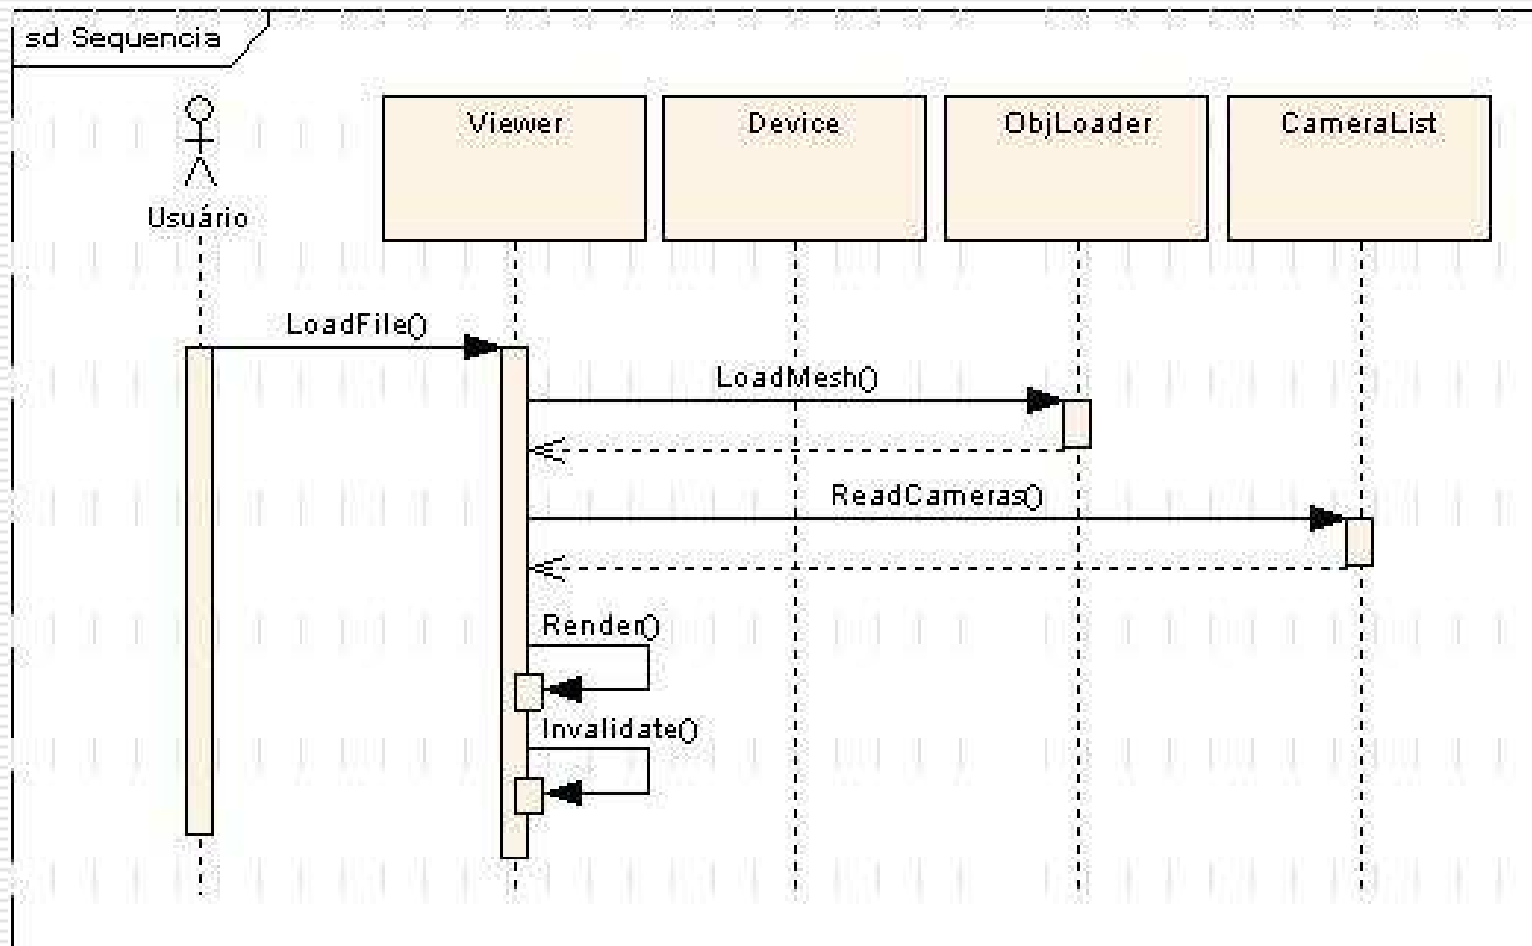 sd Sequencia
Usuário
Viewer
Device
ObjLoader
CameraList
LoadFile()
LoadMesh()
ReadCameras()
Render()
Invalidate()